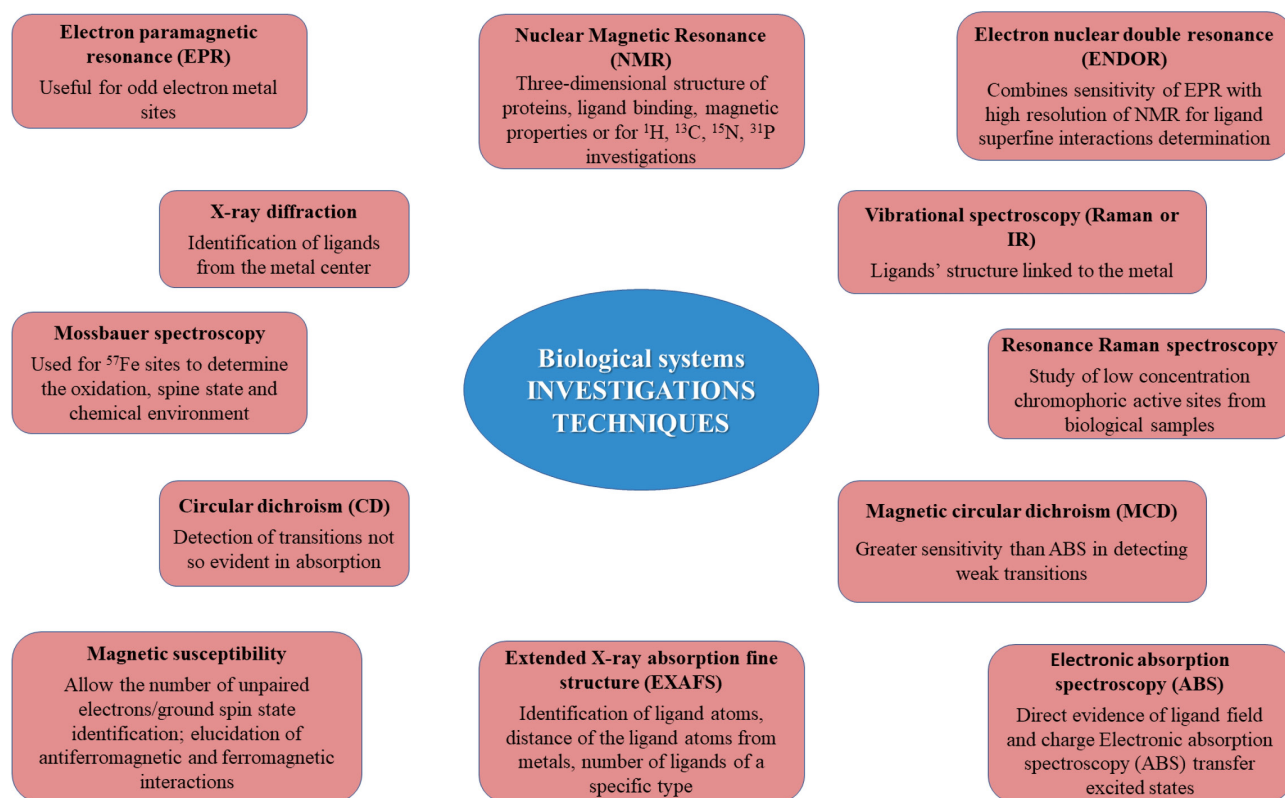 Electron paramagnetic
resonance (EPR)
Useful for odd electron metal
sites
Nuclear Magnetic Resonance
(NMR)
Three-dimensional structure of
proteins, ligand binding, magnetic
properties or for ¹H, ¹³C, ¹⁵N, ³¹P
investigations
Electron nuclear double resonance
(ENDOR)
Combines sensitivity of EPR with
high resolution of NMR for ligand
superfine interactions determination
X-ray diffraction
Identification of ligands
from the metal center
Vibrational spectroscopy (Raman or
IR)
Ligands’ structure linked to the metal
Mossbauer spectroscopy
Used for ⁵⁷Fe sites to determine
the oxidation, spine state and
chemical environment
Biological systems
INVESTIGATIONS
TECHNIQUES
Resonance Raman spectroscopy
Study of low concentration
chromophoric active sites from
biological samples
Circular dichroism (CD)
Detection of transitions not
so evident in absorption
Magnetic circular dichroism (MCD)
Greater sensitivity than ABS in detecting
weak transitions
Magnetic susceptibility
Allow the number of unpaired
electrons/ground spin state
identification; elucidation of
antiferromagnetic and ferromagnetic
interactions
Extended X-ray absorption fine
structure (EXAFS)
Identification of ligand atoms,
distance of the ligand atoms from
metals, number of ligands of a
specific type
Electronic absorption
spectroscopy (ABS)
Direct evidence of ligand field
and charge Electronic absorption
spectroscopy (ABS) transfer
excited states